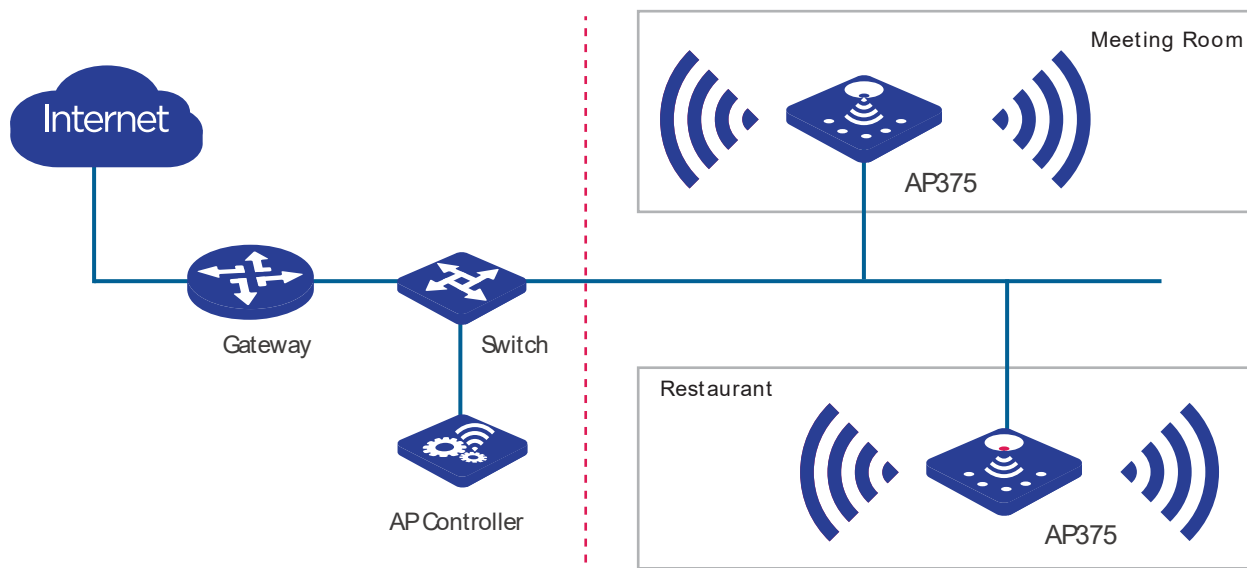 Internet
Meeting Room
AP375
Gateway
Switch
Restaurant
AP Controller
AP375